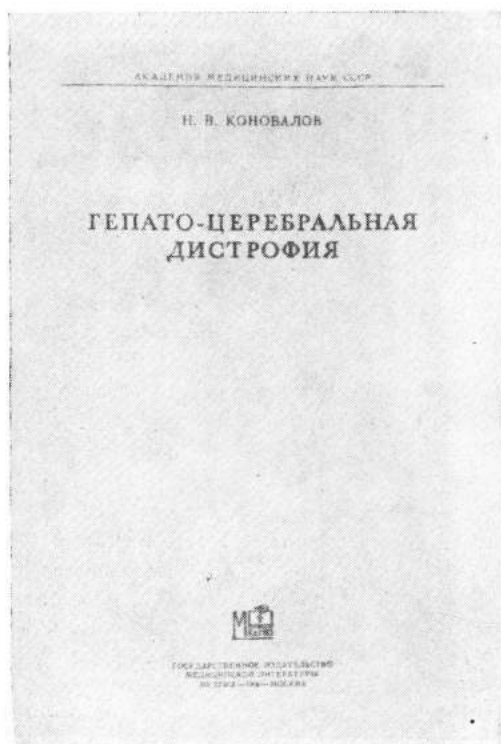 АКАДЕМИЯ МЕДИЦИНСКИХ НАУК СССР
Н. В. КОНОВАЛОВ
ГЕПАТО-ЦЕРЕБРАЛЬНАЯ
ДИСТРОФИЯ
ГОСУДАРСТВЕННОЕ ИЗДАТЕЛЬСТВО
МЕДИЦИНСКОЙ ЛИТЕРАТУРЫ
МОСКВА